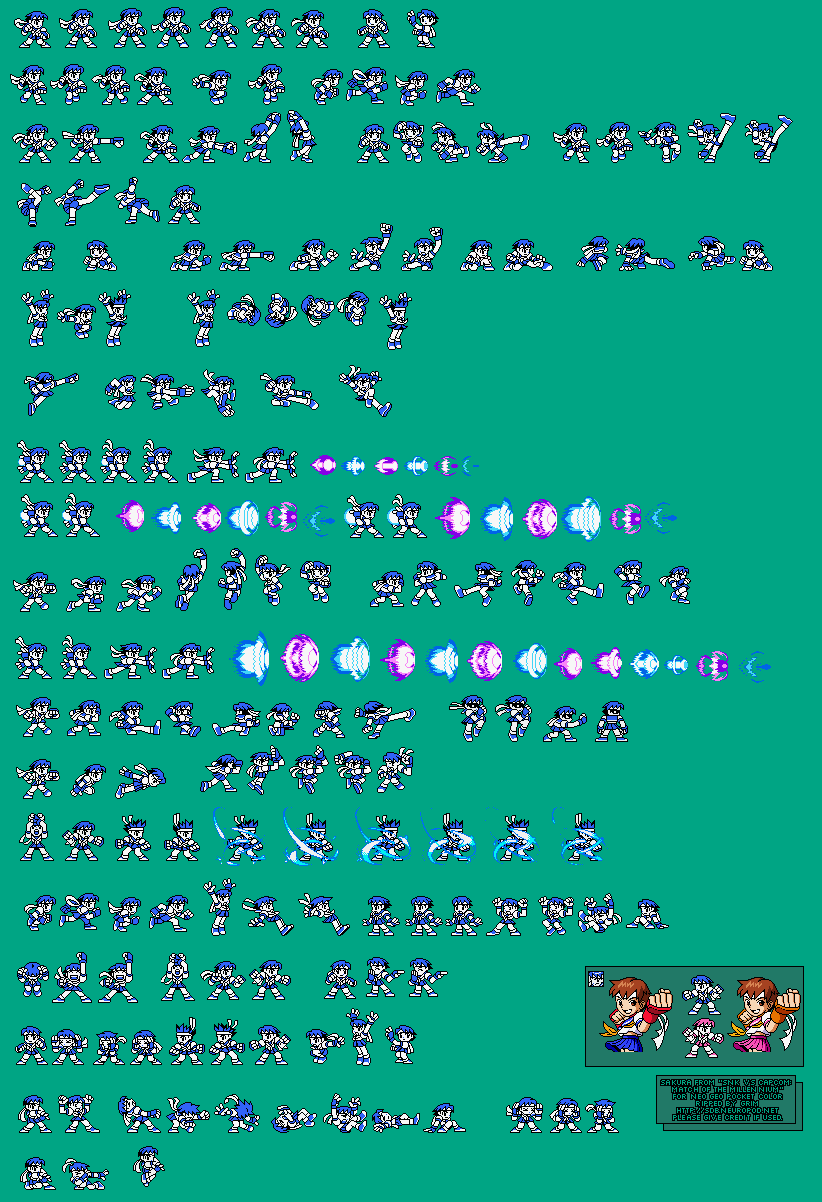 SAKURA FROM "SNK VS CAPCOM:
MATCH OF THE MILLENNIUM"
FOR NEO GEO POCKET COLOR
RIPPED BY GRIM
HTTP://SDB.NEUROPOD.NET
PLEASE GIVE CREDIT IF USED.